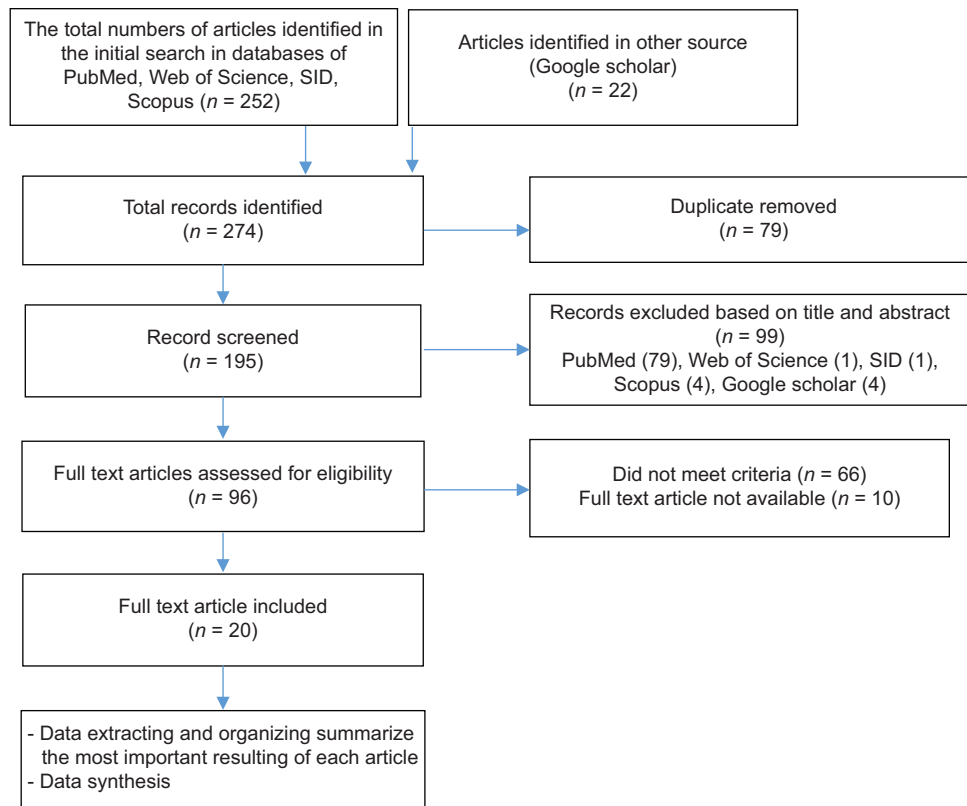 The total numbers of articles identified in
the initial search in databases of
PubMed, Web of Science, SID,
Scopus (n = 252)
Articles identified in other source
(Google scholar)
(n = 22)
Total records identified
(n = 274)
Duplicate removed
(n = 79)
Record screened
(n = 195)
Records excluded based on title and abstract
(n = 99)
PubMed (79), Web of Science (1), SID (1),
Scopus (4), Google scholar (4)
Full text articles assessed for eligibility
(n = 96)
Did not meet criteria (n = 66)
Full text article not available (n = 10)
Full text article included
(n = 20)
- Data extracting and organizing summarize
the most important resulting of each article
- Data synthesis